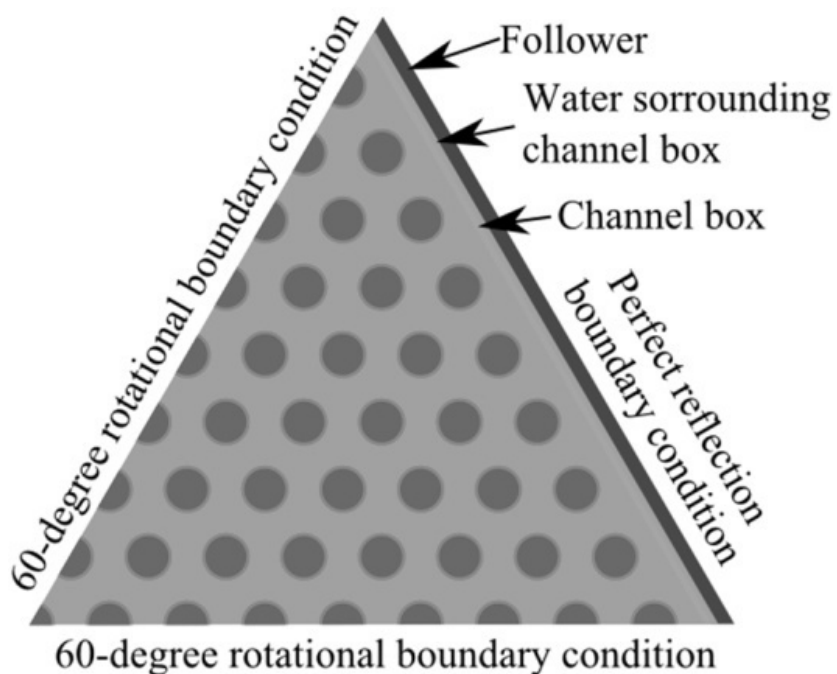 Follower
Water sorrounding
channel box
Channel box
60-degree rotational boundary condition
Perfect reflection
boundary condition
60-degree rotational boundary condition